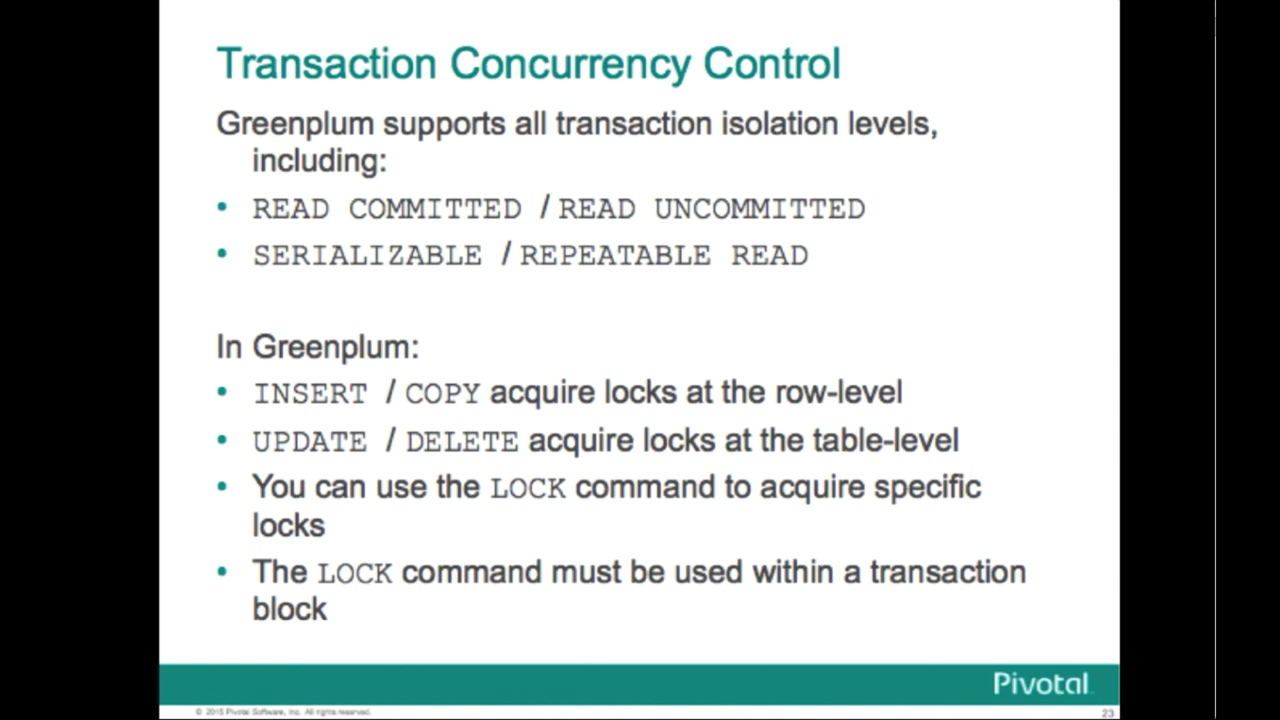 Transaction Concurrency Control
Greenplum supports all transaction isolation levels,
including:
• READ COMMITTED / READ UNCOMMITTED
• SERIALIZABLE / REPEATABLE READ
In Greenplum:
• INSERT / COPY acquire locks at the row-level
• UPDATE / DELETE acquire locks at the table-level
• You can use the LOCK command to acquire specific
locks
• The LOCK command must be used within a transaction
block
Pivotal
© 2015 Pivotal Software, Inc. All rights reserved.
23